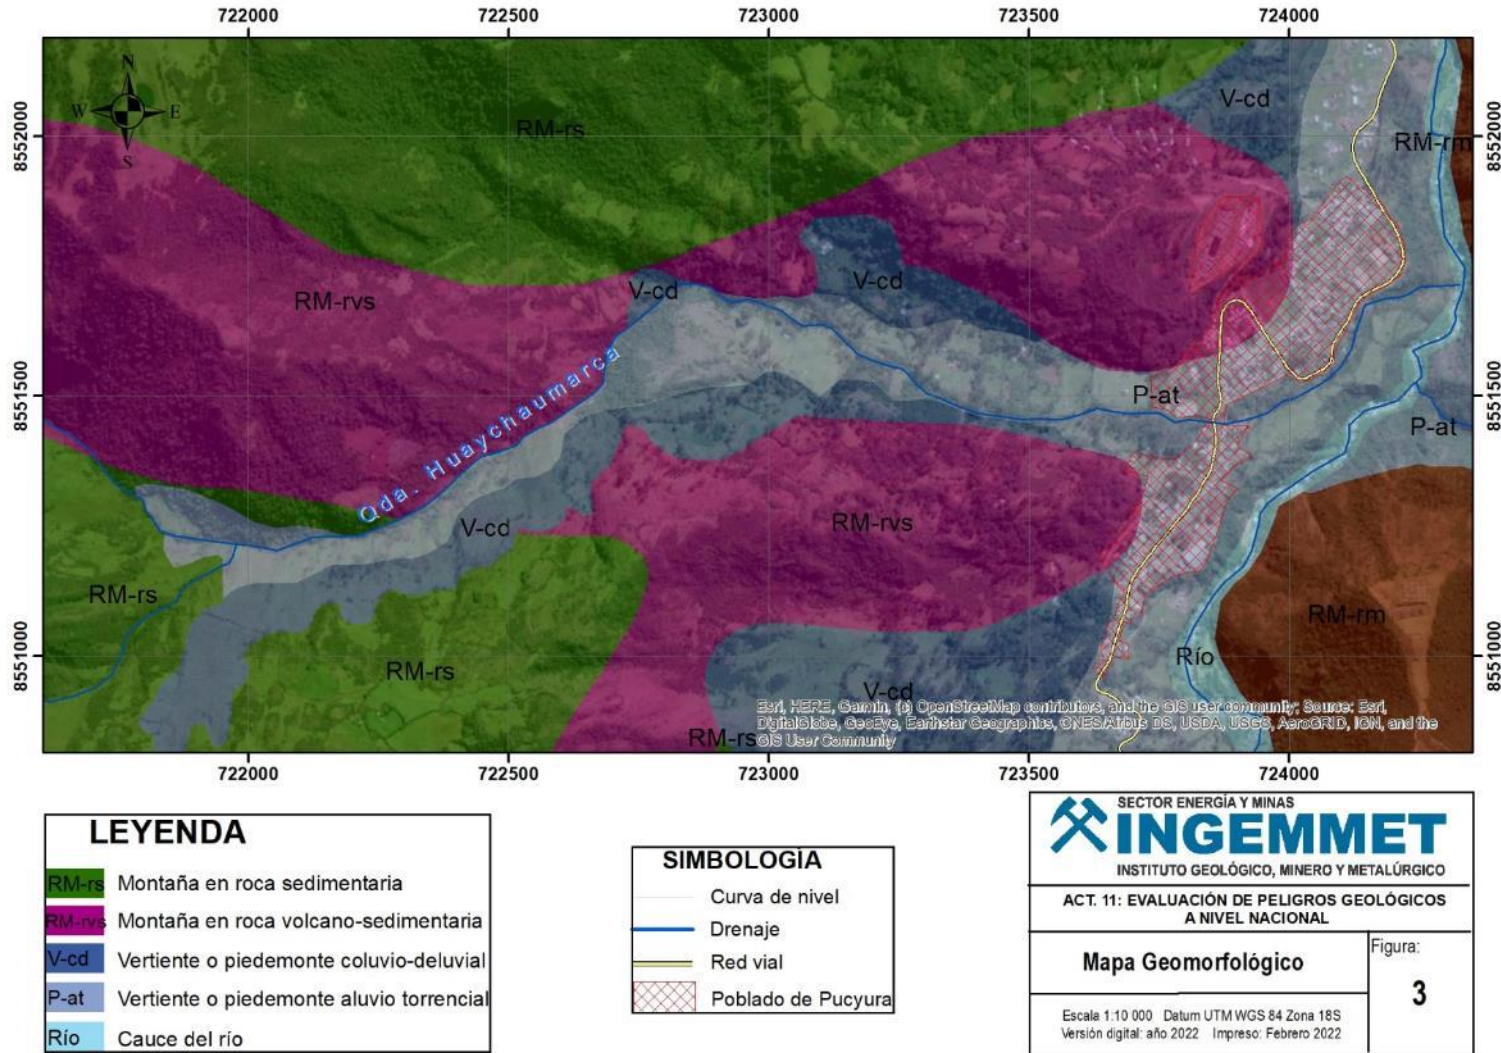 722000 722500 723000 723500 724000
N
W E
S
V-cd
RM-rs
8552000 8552000
RM-rm
RM-rvs
V-cd
V-cd
Qda. Huaychaumarca
8551500 8551500
P-at
P-at
V-cd
RM-rvs
RM-rs
RM-rm
RM-rs
8551000 8551000
Río
V-cd
RM-rs
Esri, HERE, Garmin, (c) OpenStreetMap contributors, and the GIS user community; Source: Esri,
DigitalGlobe, GeoEye, Earthstar Geographics, CNES/Airbus DS, USDA, USGS, AeroGRID, IGN, and the
GIS User Community
722000 722500 723000 723500 724000
LEYENDA
RM-rs Montaña en roca sedimentaria
RM-rvs Montaña en roca volcano-sedimentaria
V-cd Vertiente o piedemonte coluvio-deluvial
P-at Vertiente o piedemonte aluvio torrencial
Río Cauce del río
SIMBOLOGÍA
Curva de nivel
Drenaje
Red vial
Poblado de Pucyura
SECTOR ENERGÍA Y MINAS
INGEMMET
INSTITUTO GEOLÓGICO, MINERO Y METALÚRGICO
ACT. 11: EVALUACIÓN DE PELIGROS GEOLÓGICOS
A NIVEL NACIONAL
Mapa Geomorfológico
Figura:
3
Escala 1:10 000 Datum UTM WGS 84 Zona 18S
Versión digital: año 2022 Impreso: Febrero 2022